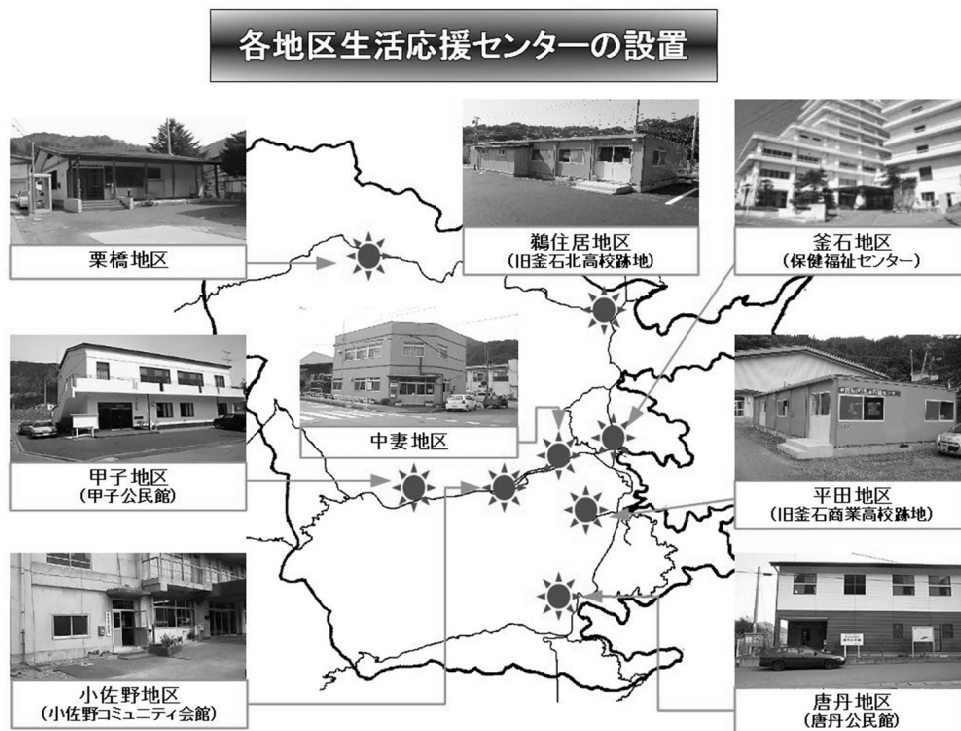 各地区生活応援センターの設置
栗橋地区
鵜住居地区
(旧釜石北高校跡地)
釜石地区
(保健福祉センター)
甲子地区
(甲子公民館)
中妻地区
平田地区
(旧釜石商業高校跡地)
小佐野地区
(小佐野コミュニティ会館)
唐丹地区
(唐丹公民館)